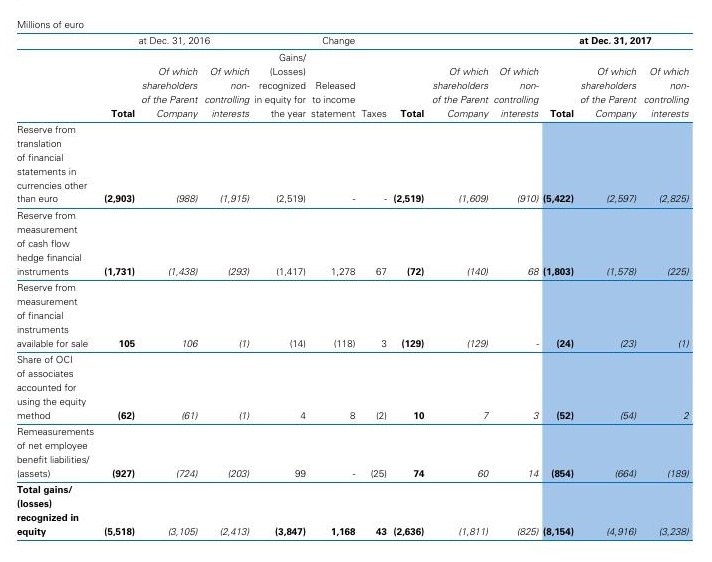 Millions of euro
at Dec. 31, 2016 Change at Dec. 31, 2017
Gains/
Of which Of which (Losses) Of which Of which Of which Of which
shareholders non- recognized Released shareholders non- shareholders non-
of the Parent controlling in equity for to income of the Parent controlling of the Parent controlling
Total Company interests the year statement Taxes Total Company interests Total Company interests
Reserve from
translation
of financial
statements in
currencies other
than euro (2,903) (988) (1,915) (2,519) - - (2,519) (1,609) (910) (5,422) (2,597) (2,825)
Reserve from
measurement
of cash flow
hedge financial
instruments (1,731) (1,438) (293) (1,417) 1,278 67 (72) (140) 68 (1,803) (1,578) (225)
Reserve from
measurement
of financial
instruments
available for sale 105 106 (1) (14) (118) 3 (129) (129) - (24) (23) (1)
Share of OCI
of associates
accounted for
using the equity
method (62) (61) (1) 4 8 (2) 10 7 3 (52) (54) 2
Remeasurements
of net employee
benefit liabilities/
(assets) (927) (724) (203) 99 - (25) 74 60 14 (854) (664) (189)
Total gains/
(losses)
recognized in
equity (5,518) (3,105) (2,413) (3,847) 1,168 43 (2,636) (1,811) (825) (8,154) (4,916) (3,238)